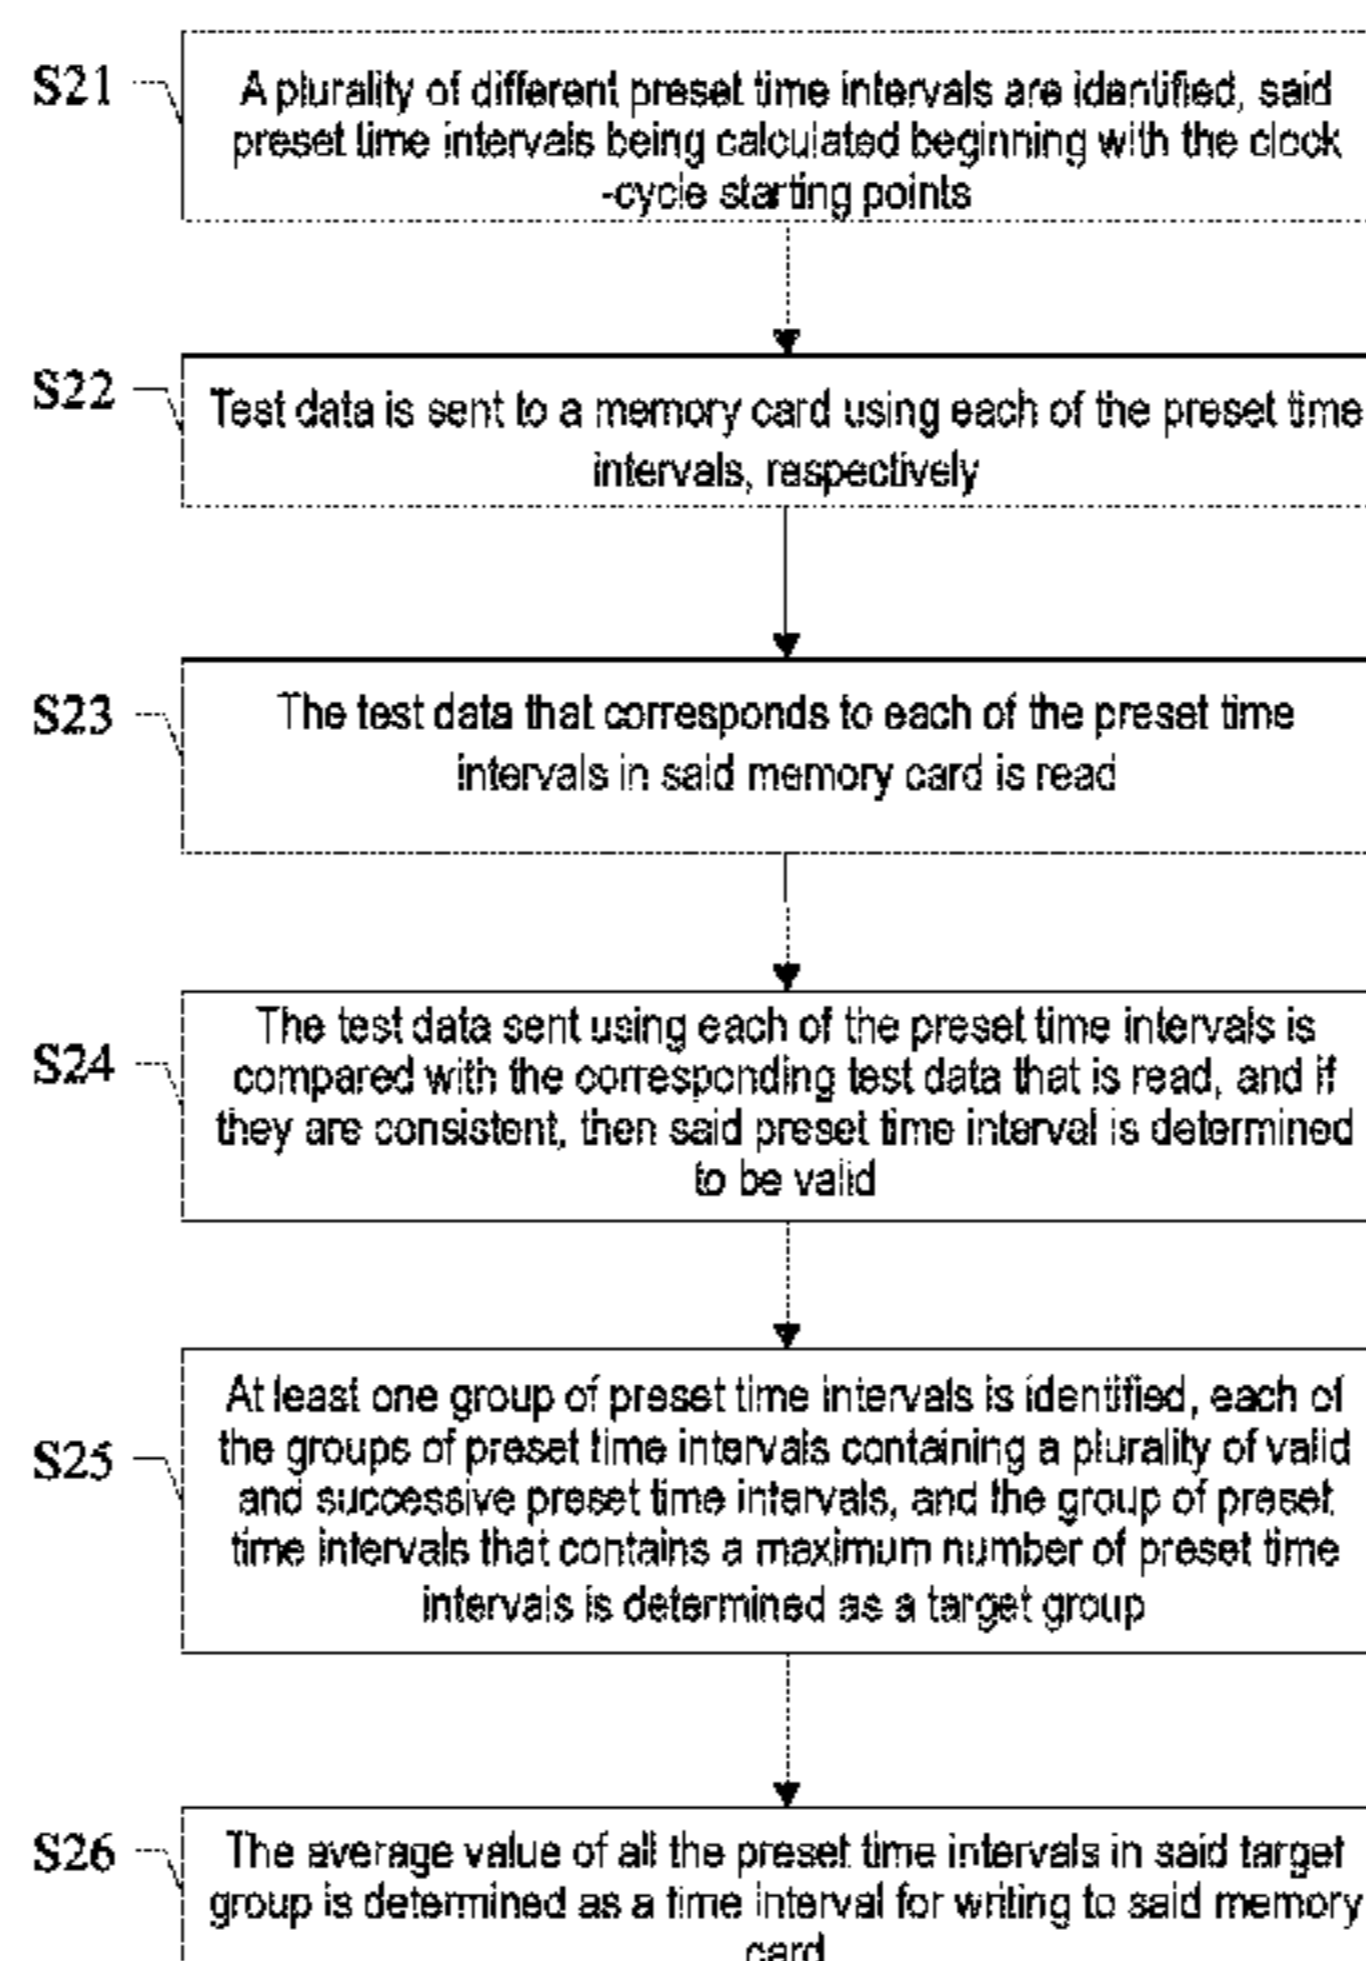 S21
A plurality of different preset time intervals are identified, said
preset time intervals being calculated beginning with the clock
-cycle starting points
S22
Test data is sent to a memory card using each of the preset time
intervals, respectively
S23
The test data that corresponds to each of the preset time
intervals in said memory card is read
S24
The test data sent using each of the preset time intervals is
compared with the corresponding test data that is read, and if
they are consistent, then said preset time interval is determined
to be valid
S25
At least one group of preset time intervals is identified, each of
the groups of preset time intervals containing a plurality of valid
and successive preset time intervals, and the group of preset
time intervals that contains a maximum number of preset time
intervals is determined as a target group
S26
The average value of all the preset time intervals in said target
group is determined as a time interval for writing to said memory
card